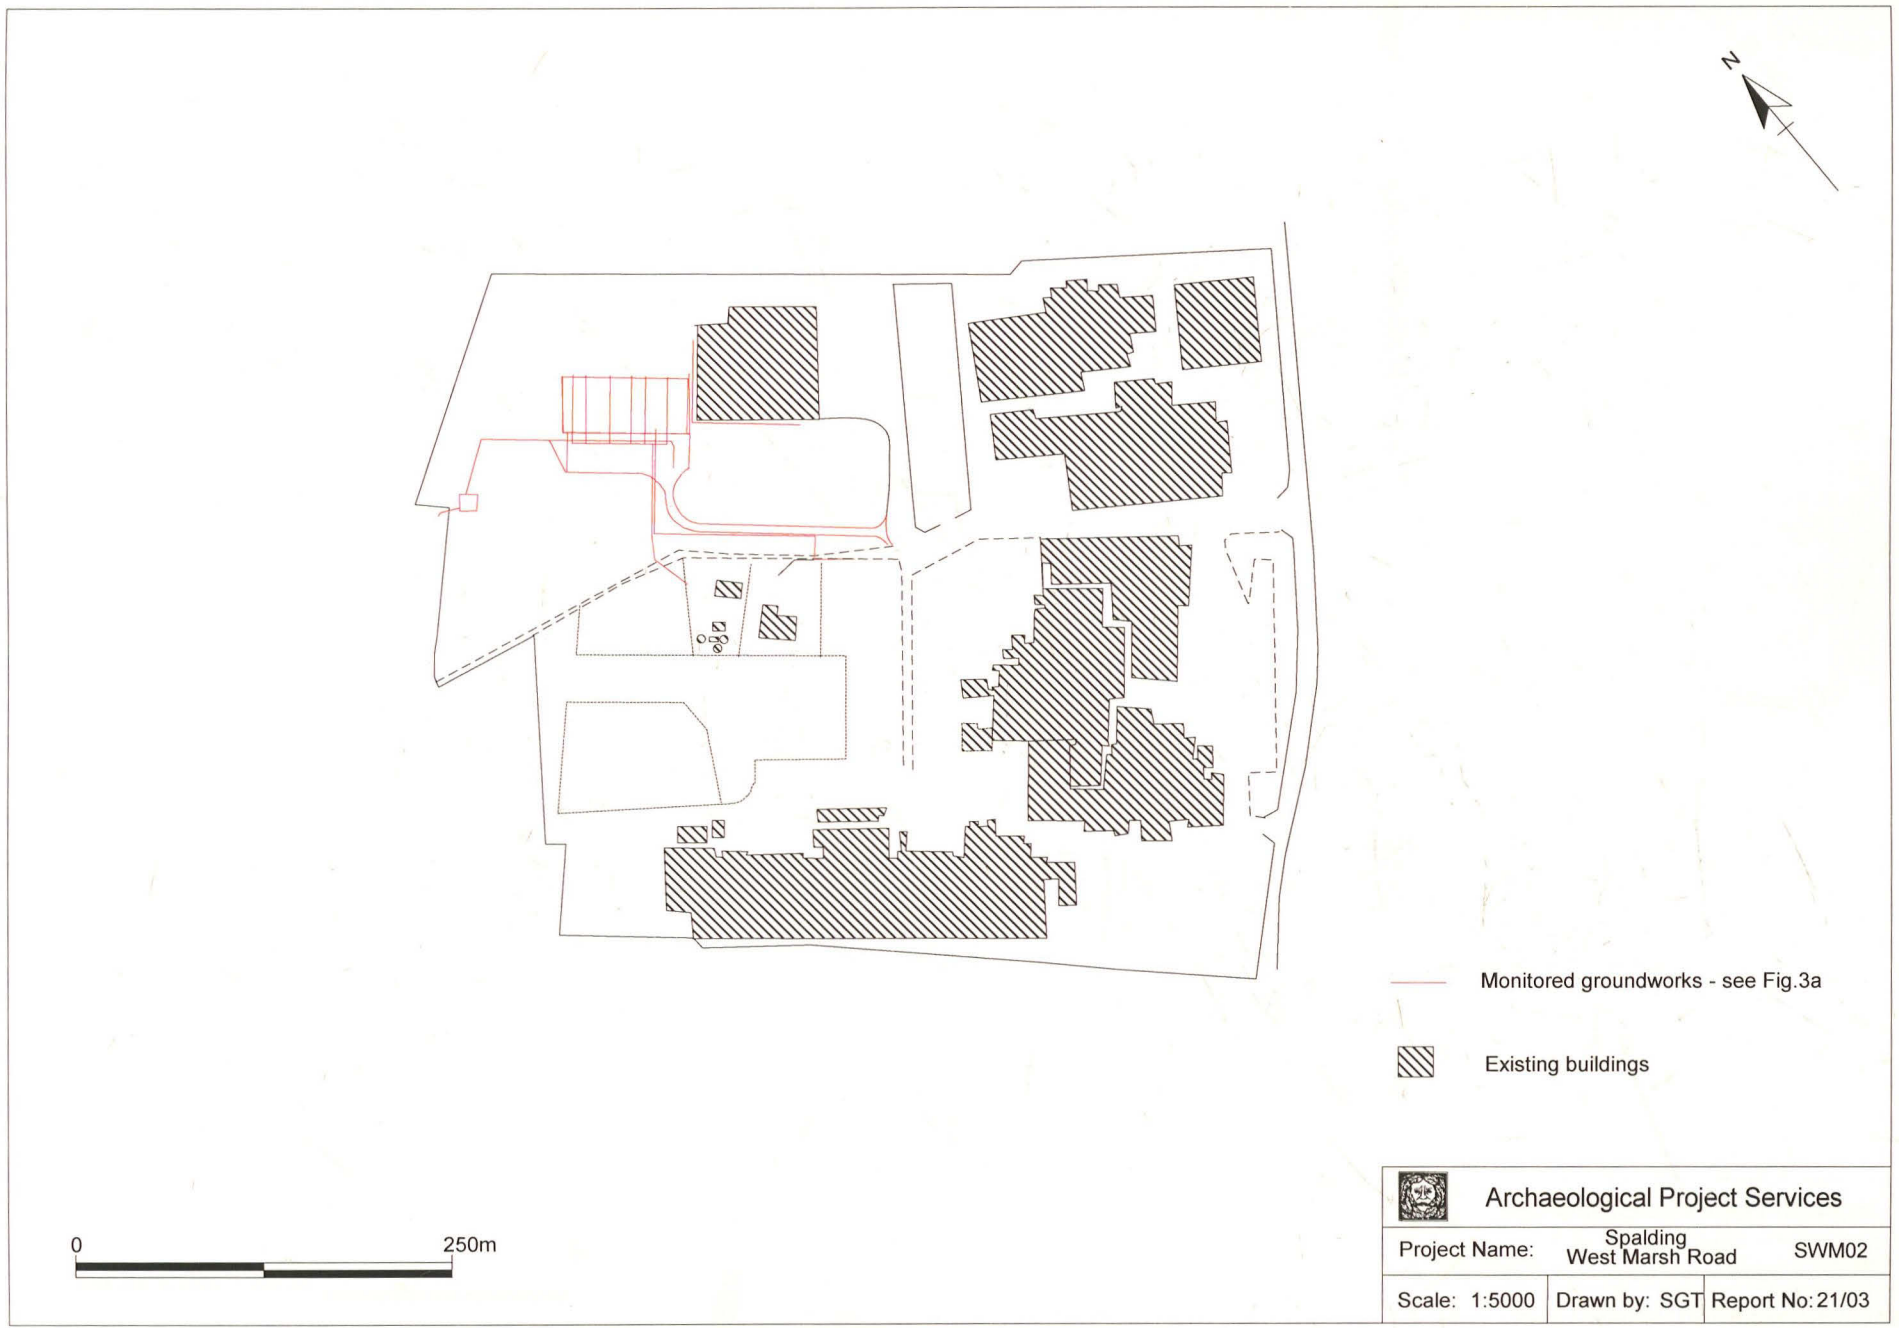 N
Monitored groundworks - see Fig.3a
Existing buildings
0 250m
Archaeological Project Services
Project Name: Spalding
West Marsh Road SWM02
Scale: 1:5000 Drawn by: SGT Report No: 21/03